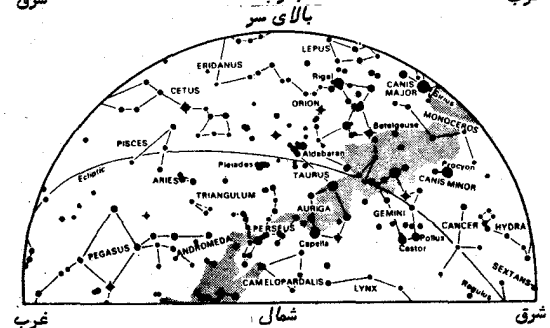 بالای سر
LEPUS
ERIDANUS
Rigel
CANIS MAJOR
Sirius
CETUS
ORION
MONOCEROS
Betelgeuse
PISCES
Aldebaran
Pleiades
TAURUS
Procyon
Ecliptic
ARIES
CANIS MINOR
TRIANGULUM
AURIGA
GEMINI
PERSEUS
CANCER
HYDRA
PEGASUS
ANDROMEDA
Capella
Pollux
Castor
CAMELOPARDALIS
LYNX
Regulus
SEXTANS
شرق
شمال
غرب